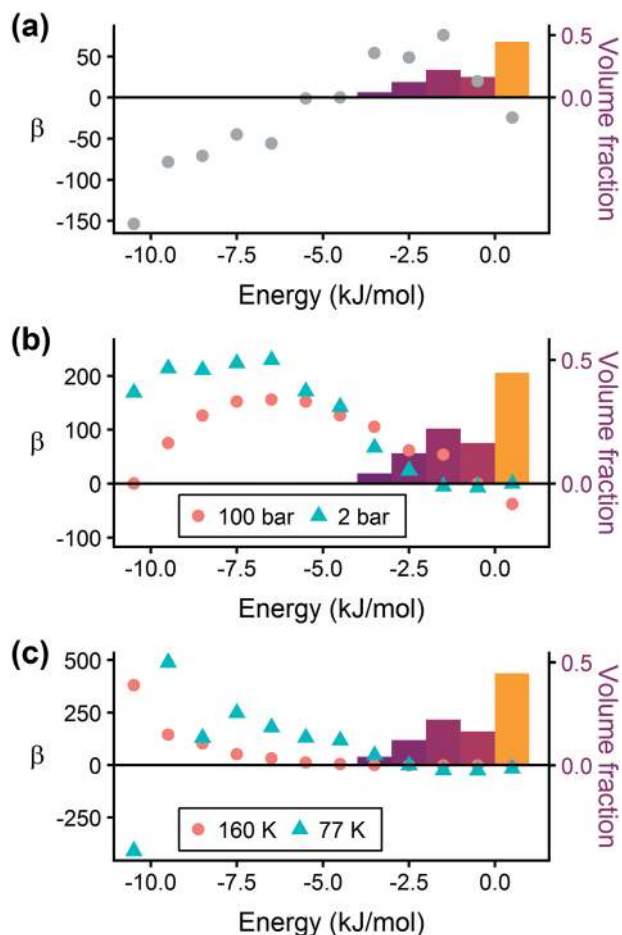 (a)
50
0
-50
-100
-150
β
0.5
0.0
Volume fraction
-10.0 -7.5 -5.0 -2.5 0.0
Energy (kJ/mol)
(b)
200
100
0
-100
β
0.5
0.0
Volume fraction
100 bar 2 bar
-10.0 -7.5 -5.0 -2.5 0.0
Energy (kJ/mol)
(c)
500
250
0
-250
β
0.5
0.0
Volume fraction
160 K 77 K
-10.0 -7.5 -5.0 -2.5 0.0
Energy (kJ/mol)